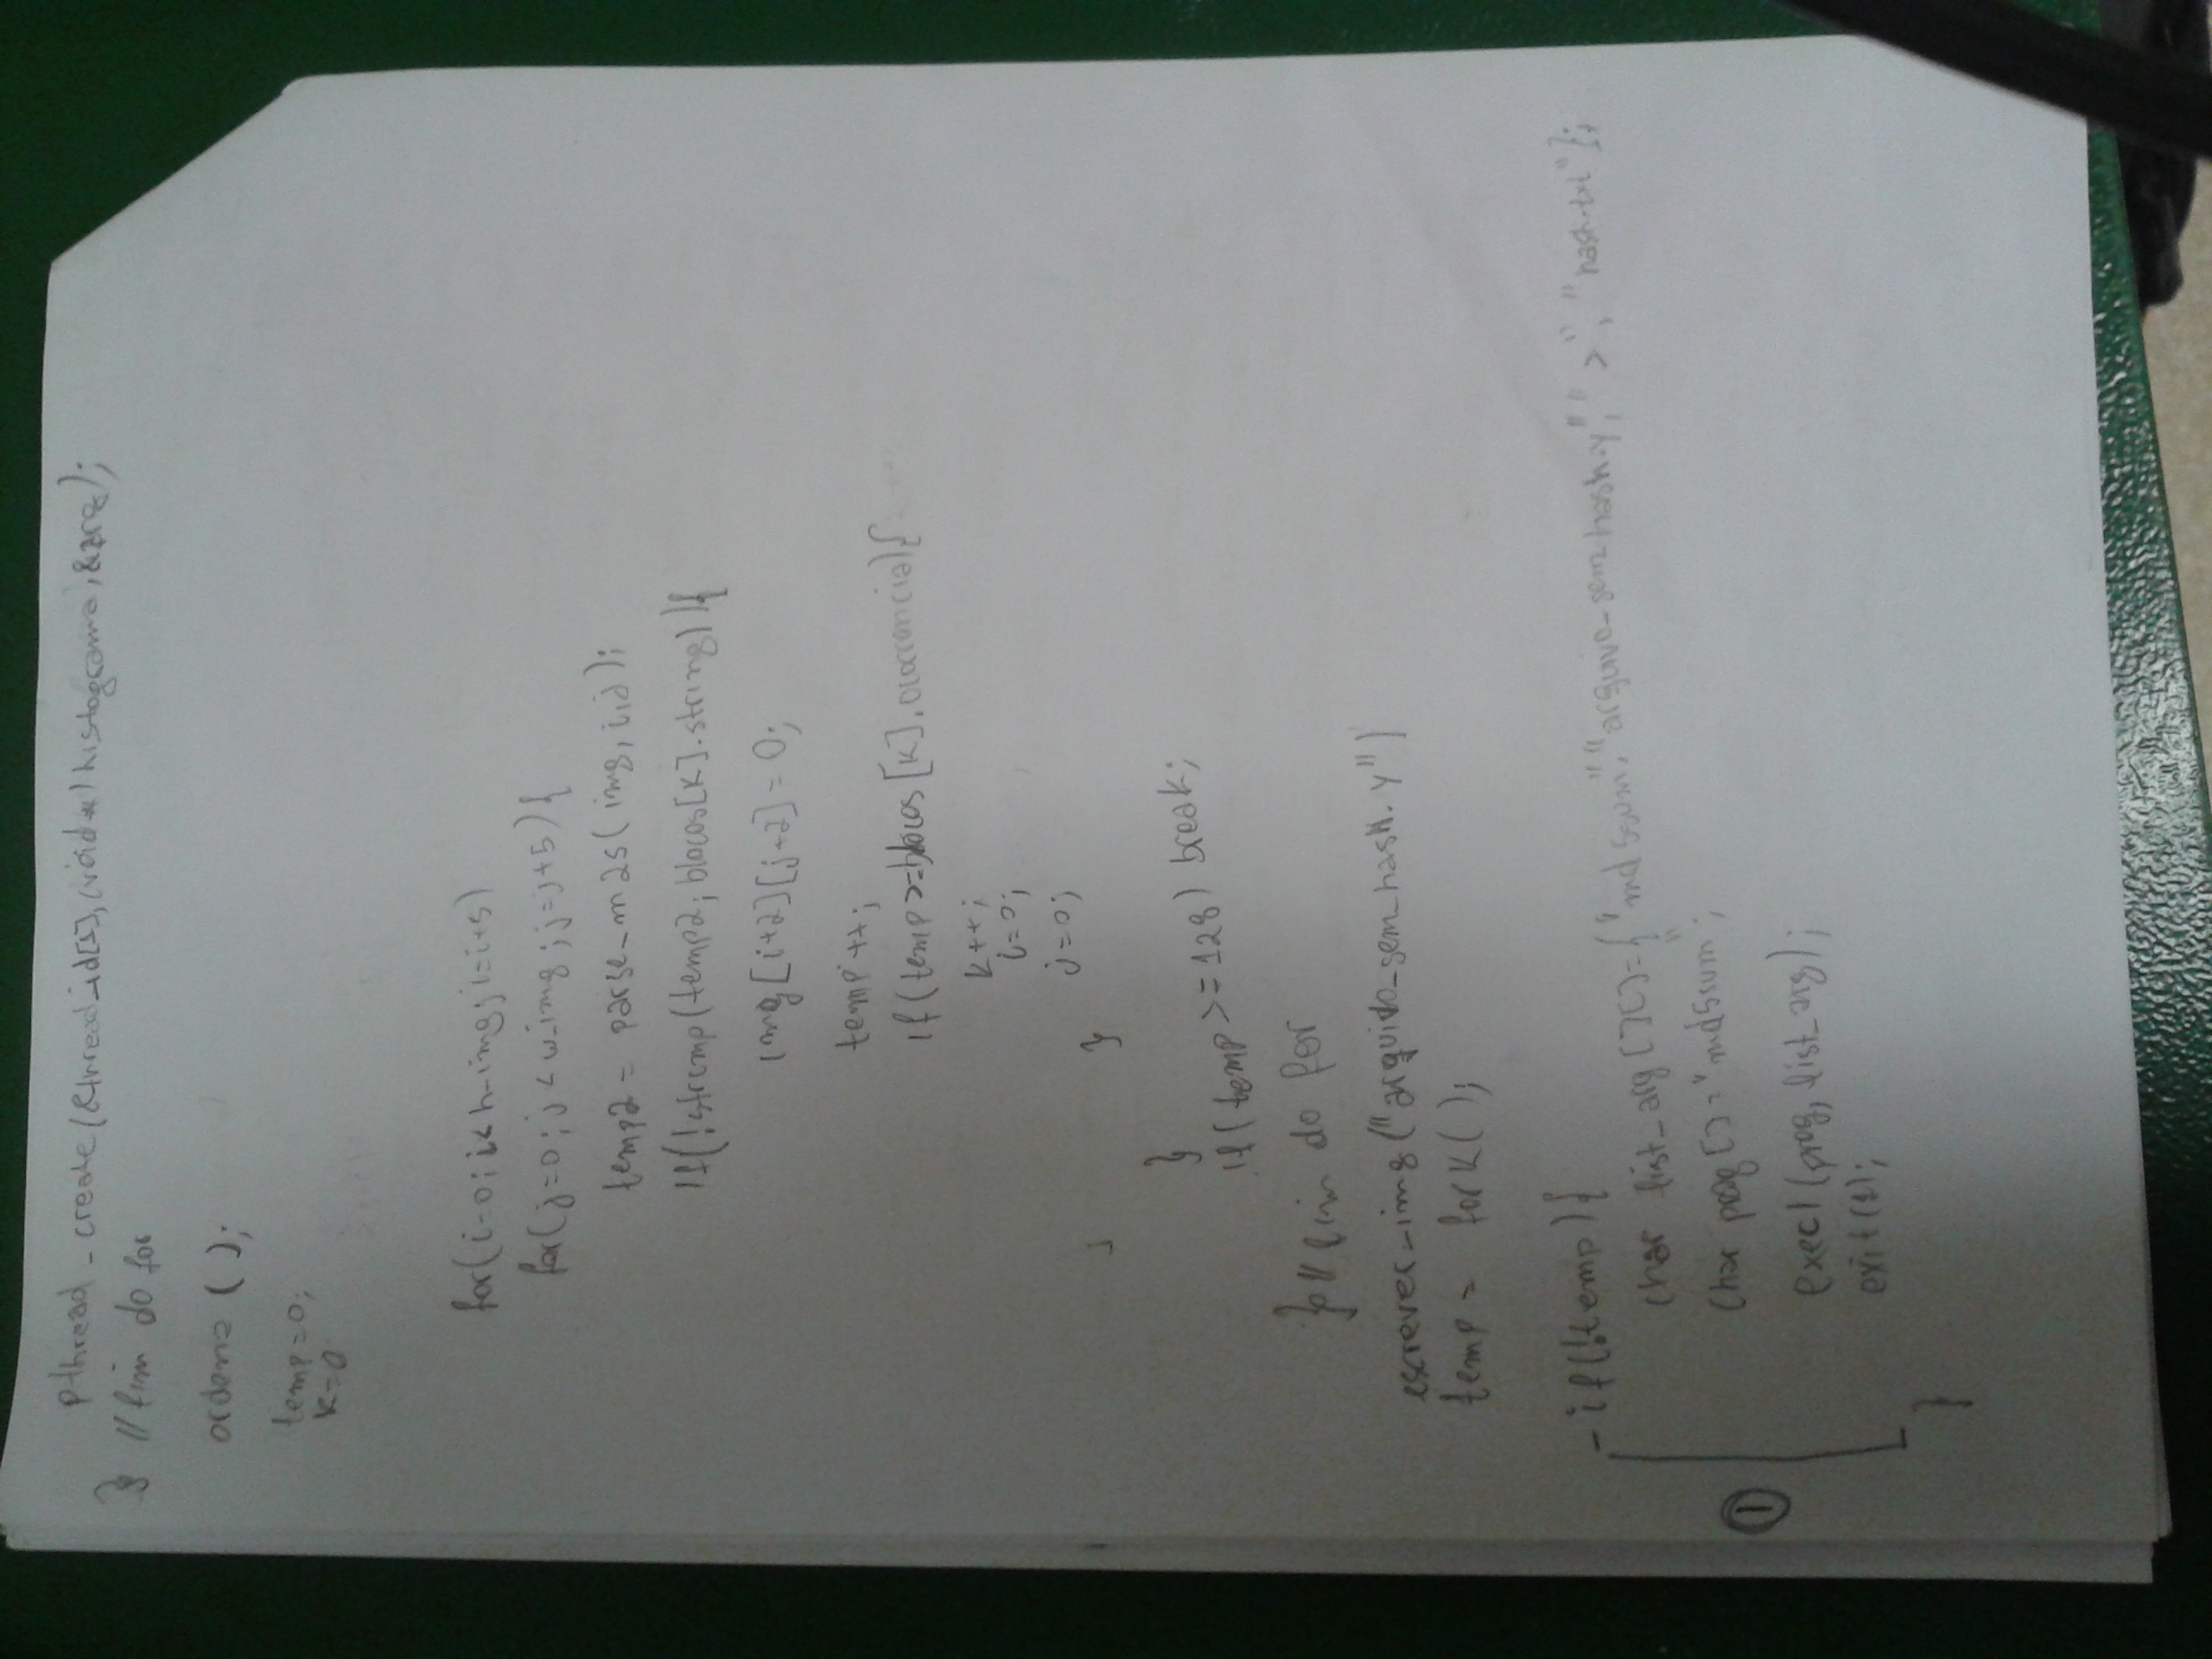 pthread_create(&thread_id[1],(void*)histograma,&arg);
} //fim do for
ordena ( );
temp=0;
k=0
for(i=0;i<h_img;i=i+5)
for(j=0;j<w_img;j=j+5){
temp2 = parse_m2s(img,i,j);
if(!strcmp(temp2,blocos[k].string)){
img[i+2][j+2]=0;
temp++;
if(temp>=blocos[k].ocorrencia){
k++;
i=0;
j=0;
}
}
if(temp>=128) break;
}//fim do for
escrever_img("arquivo_sem_hash.y")
temp = fork();
-if(!temp){
char list_arg[][]={"md5sum","arquivo_sem_hash.y",">","hash.txt"};
char prog[]="md5sum";
1
execl(prog,list_arg);
exit(1);
}